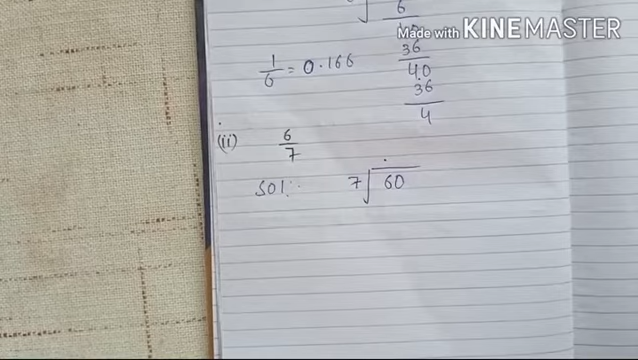 6
Made with KINEMASTER
36
1/6 = 0.166
40
36
4
(ii) 6/7
Sol:- 7√60